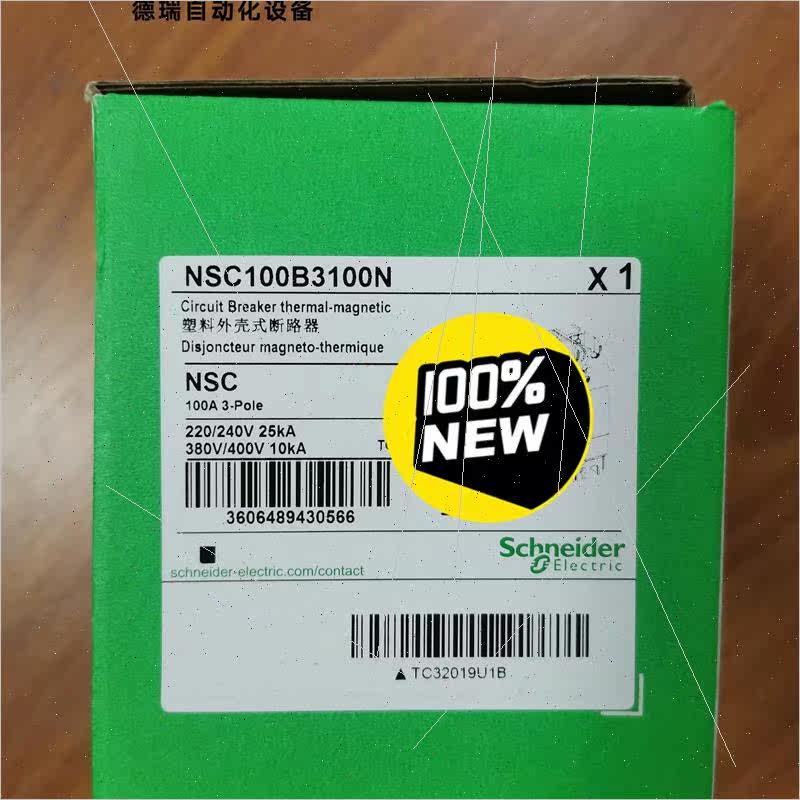 德瑞自动化设备
NSC100B3100N X 1
Circuit Breaker thermal-magnetic
塑料外壳式断路器
Disjoncteur magneto-thermique
NSC
100A 3-Pole
220/240V 25kA
380V/400V 10kA
100%
NEW
3606489430566
Schneider
Electric
schneider-electric.com/contact
TC32019U1B